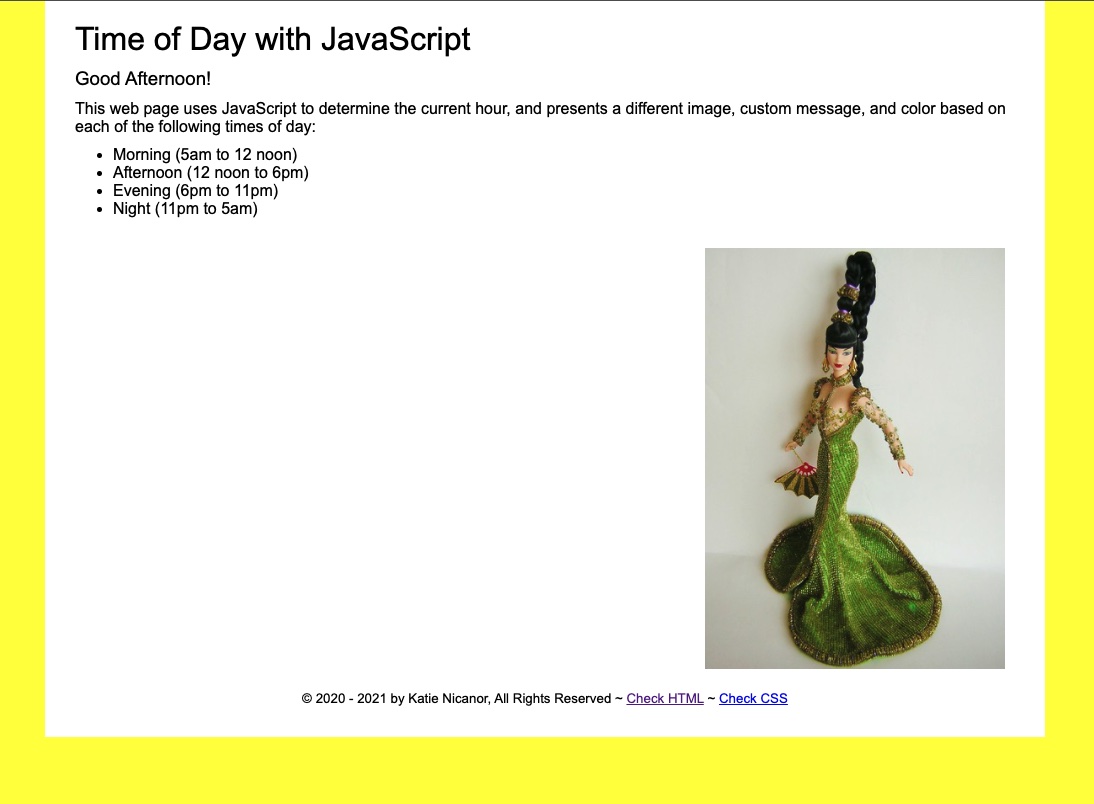 Time of Day with JavaScript
Good Afternoon!
This web page uses JavaScript to determine the current hour, and presents a different image, custom message, and color based on
each of the following times of day:
• Morning (5am to 12 noon)
• Afternoon (12 noon to 6pm)
• Evening (6pm to 11pm)
• Night (11pm to 5am)
© 2020 - 2021 by Katie Nicanor, All Rights Reserved ~ Check HTML ~ Check CSS